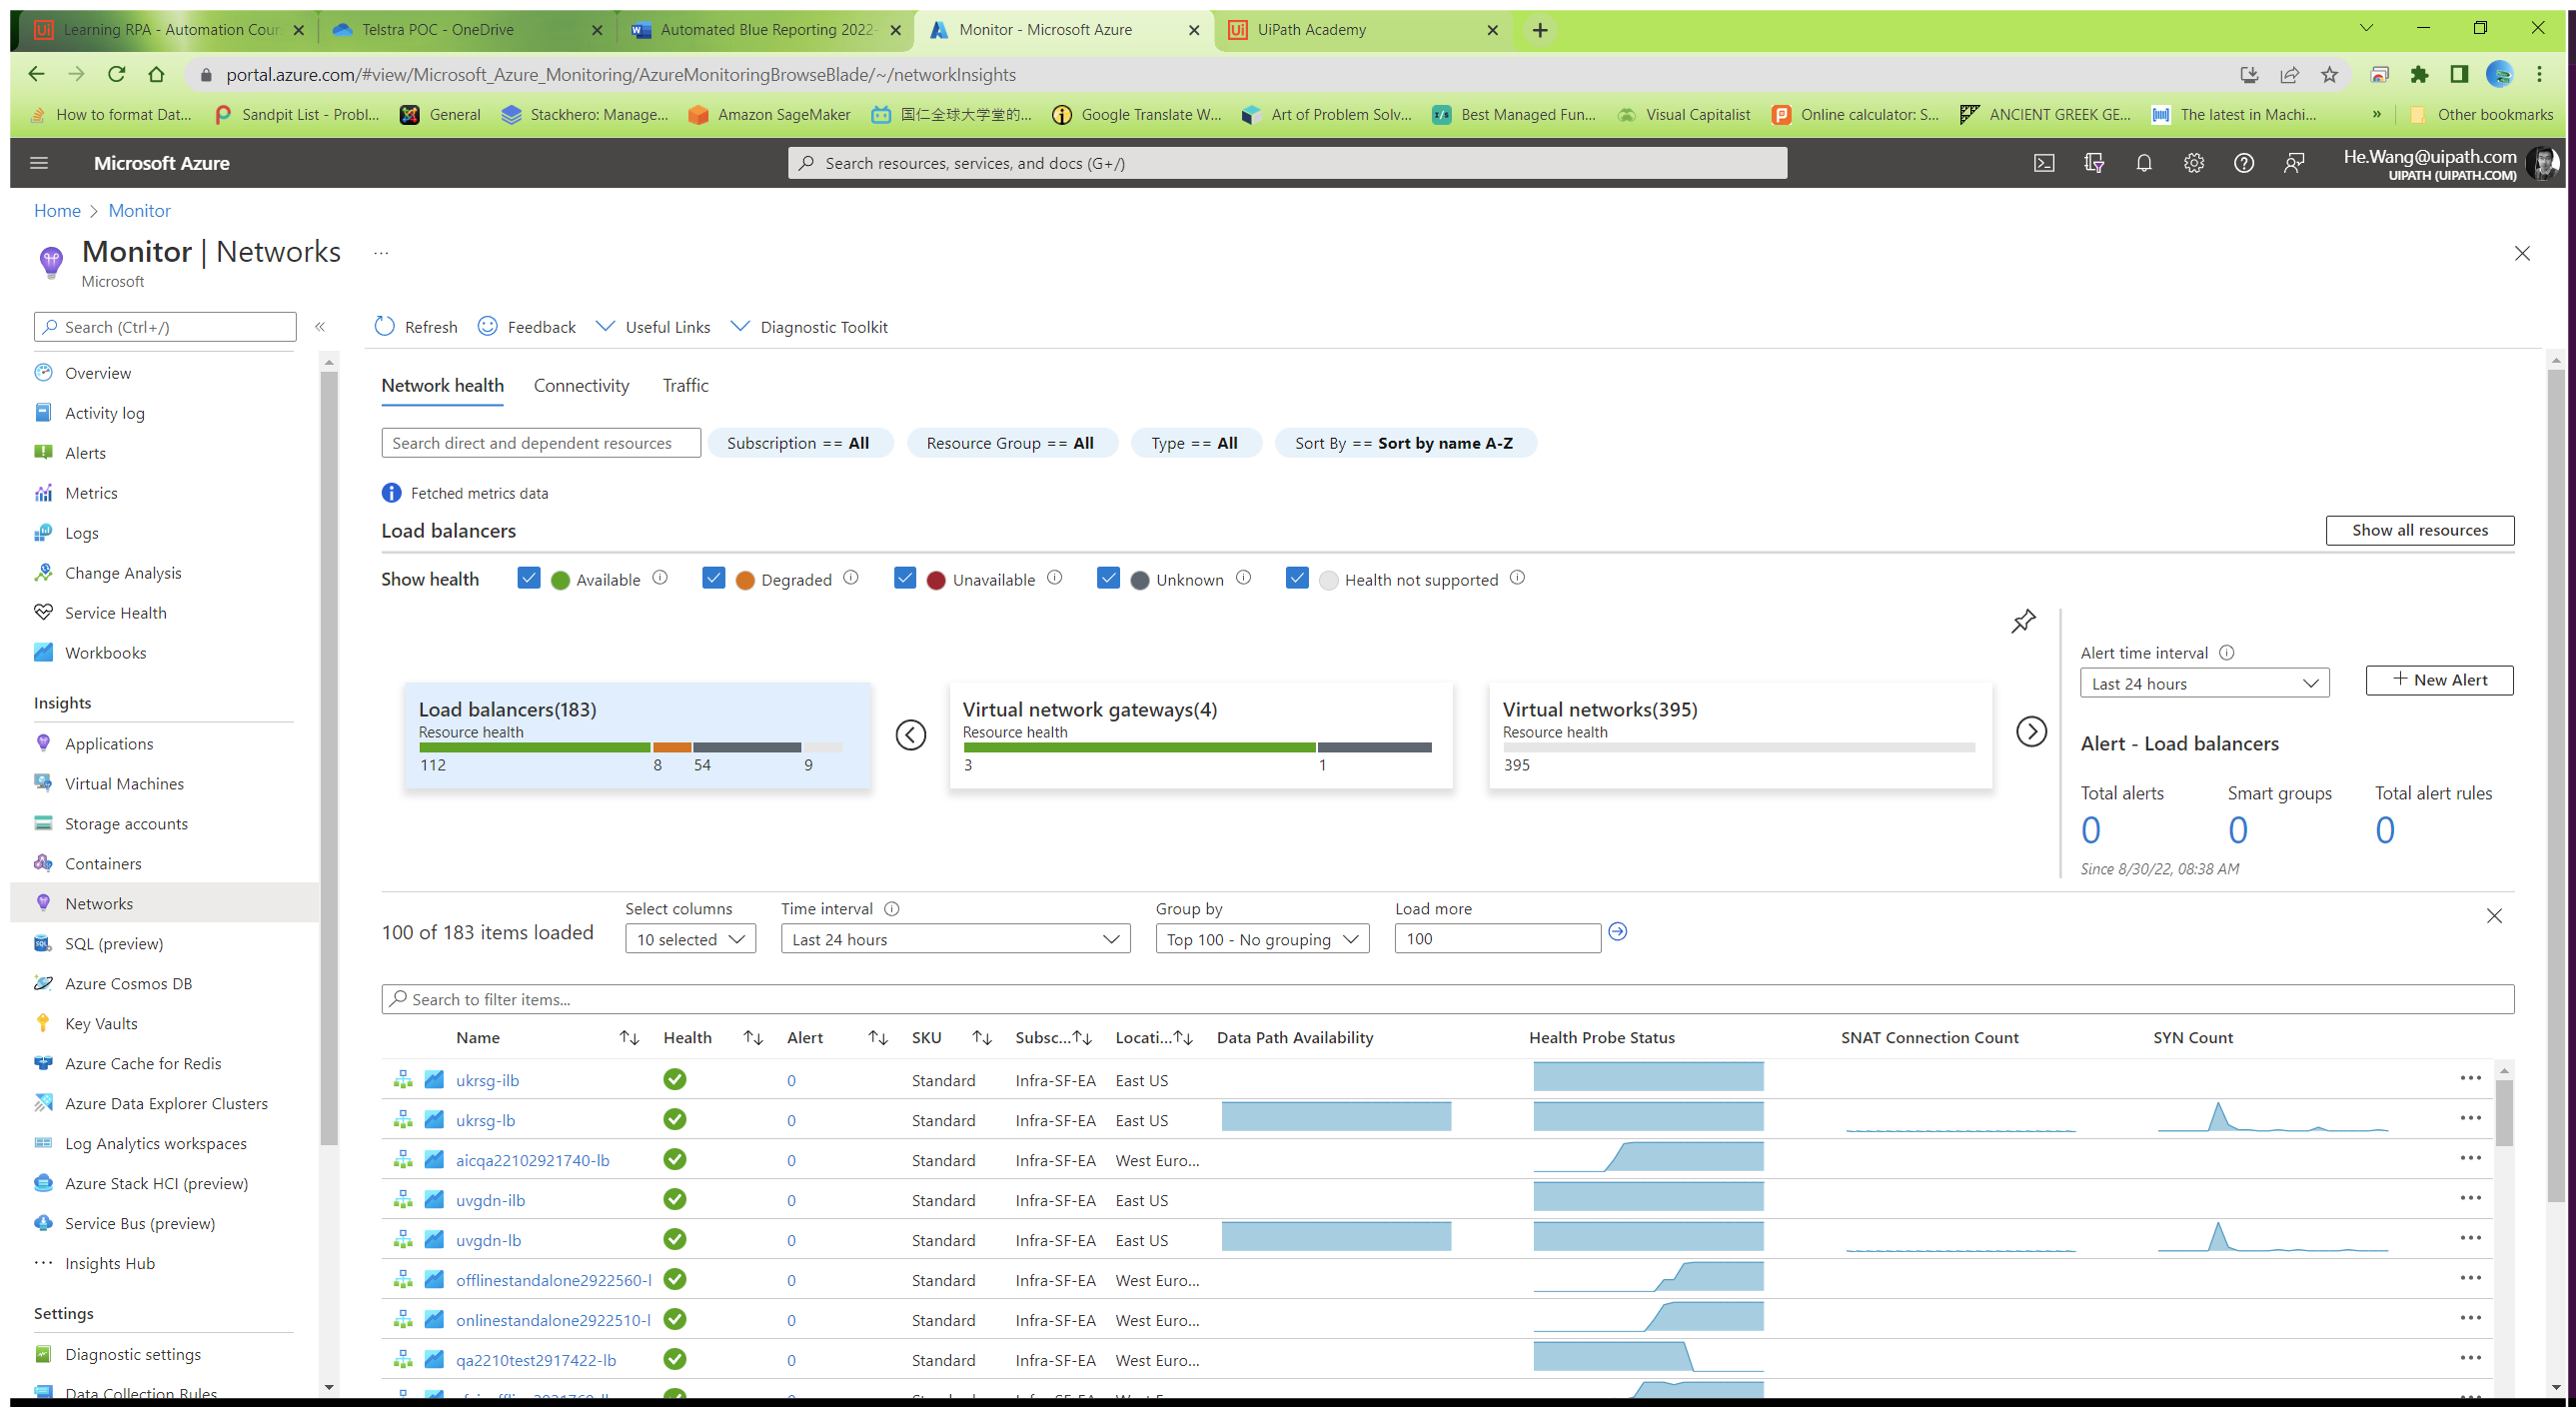 Learning RPA - Automation Cour
Telstra POC - OneDrive
Automated Blue Reporting 2022-
Monitor - Microsoft Azure
UiPath Academy
portal.azure.com/#view/Microsoft_Azure_Monitoring/AzureMonitoringBrowseBlade/~/networkInsights
How to format Dat...
Sandpit List - Probl...
General
Stackhero: Manage...
Amazon SageMaker
国仁全球大学堂的...
Google Translate W...
Art of Problem Solv...
Best Managed Fun...
Visual Capitalist
Online calculator: S...
ANCIENT GREEK GE...
The latest in Machi...
»
Other bookmarks
Microsoft Azure
Search resources, services, and docs (G+/)
He.Wang@uipath.com
UIPATH (UIPATH.COM)
Home > Monitor
Monitor | Networks ...
Microsoft
Search (Ctrl+/) «
Overview
Activity log
Alerts
Metrics
Logs
Change Analysis
Service Health
Workbooks
Insights
Applications
Virtual Machines
Storage accounts
Containers
Networks
SQL (preview)
Azure Cosmos DB
Key Vaults
Azure Cache for Redis
Azure Data Explorer Clusters
Log Analytics workspaces
Azure Stack HCI (preview)
Service Bus (preview)
Insights Hub
Settings
Diagnostic settings
Data Collection Rules
Refresh Feedback Useful Links Diagnostic Toolkit
Network health Connectivity Traffic
Search direct and dependent resources
Subscription == All
Resource Group == All
Type == All
Sort By == Sort by name A-Z
Fetched metrics data
Load balancers
Show all resources
Show health Available Degraded Unavailable Unknown Health not supported
Load balancers(183)
Resource health
112 8 54 9
Virtual network gateways(4)
Resource health
3 1
Virtual networks(395)
Resource health
395
Alert time interval
Last 24 hours
+ New Alert
Alert - Load balancers
Total alerts Smart groups Total alert rules
0 0 0
Since 8/30/22, 08:38 AM
100 of 183 items loaded
Select columns
10 selected
Time interval
Last 24 hours
Group by
Top 100 - No grouping
Load more
100
Search to filter items...
Name Health Alert SKU Subsc... Locati... Data Path Availability Health Probe Status SNAT Connection Count SYN Count
ukrsg-ilb 0 Standard Infra-SF-EA East US
ukrsg-lb 0 Standard Infra-SF-EA East US
aicqa22102921740-lb 0 Standard Infra-SF-EA West Euro...
uvgdn-ilb 0 Standard Infra-SF-EA East US
uvgdn-lb 0 Standard Infra-SF-EA East US
offlinestandalone2922560-l 0 Standard Infra-SF-EA West Euro...
onlinestandalone2922510-l 0 Standard Infra-SF-EA West Euro...
qa2210test2917422-lb 0 Standard Infra-SF-EA West Euro...